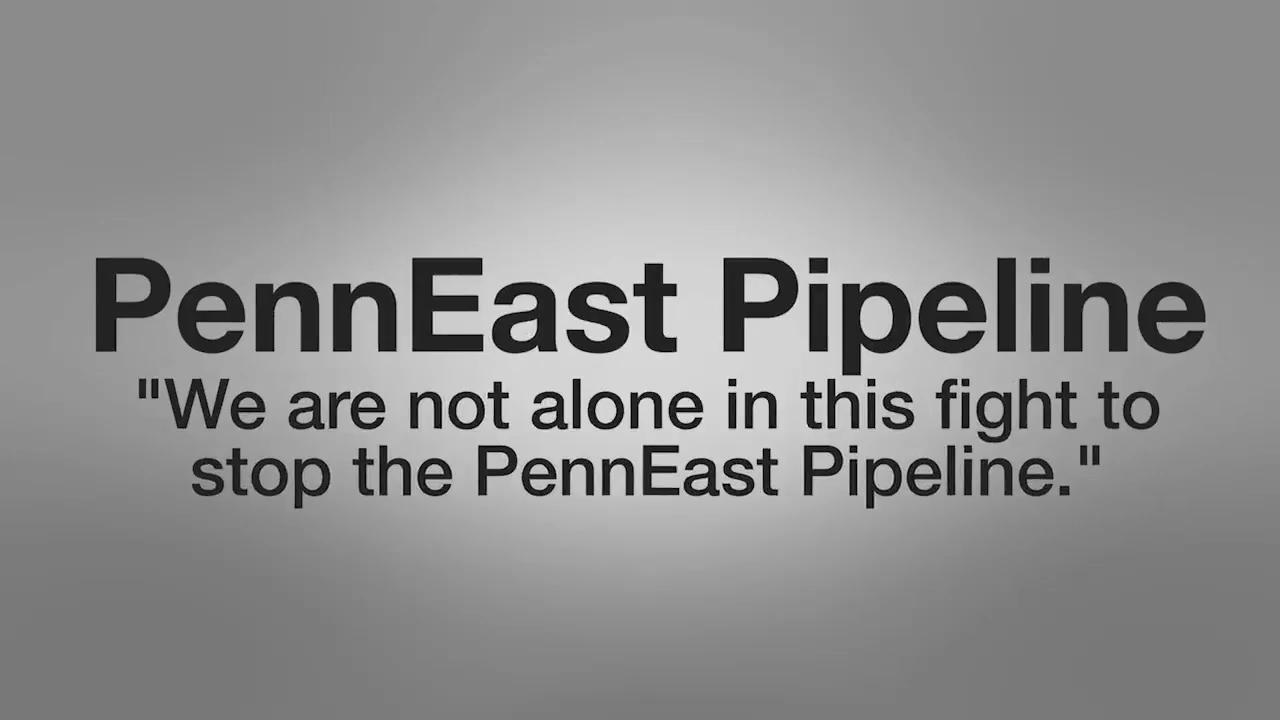 PennEast Pipeline
"We are not alone in this fight to
stop the PennEast Pipeline."